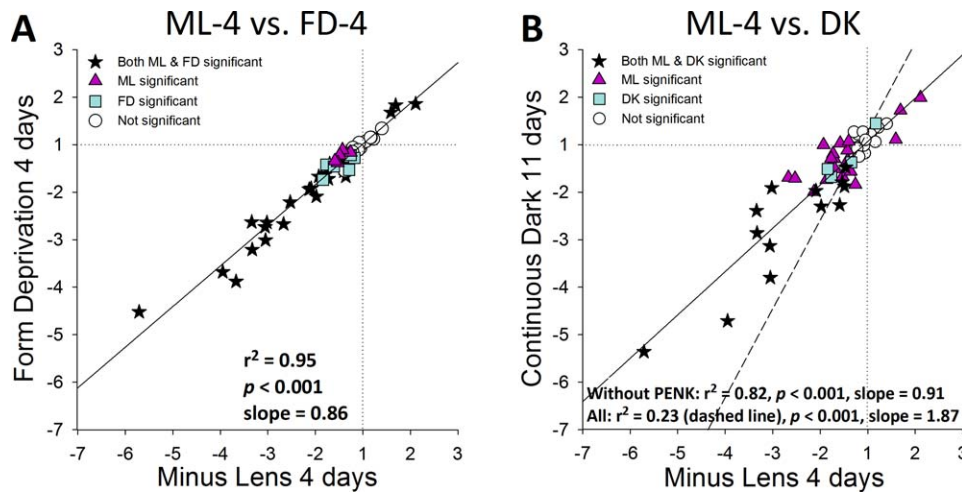 A
ML-4 vs. FD-4
3
2
1
-1
-2
-3
-4
-5
-6
-7
Form Deprivation 4 days
★ Both ML & FD significant
▲ ML significant
■ FD significant
○ Not significant
r² = 0.95
p < 0.001
slope = 0.86
-7 -6 -5 -4 -3 -2 -1 1 2 3
Minus Lens 4 days
B
ML-4 vs. DK
3
2
1
-1
-2
-3
-4
-5
-6
-7
Continuous Dark 11 days
★ Both ML & DK significant
▲ ML significant
■ DK significant
○ Not significant
Without PENK: r² = 0.82, p < 0.001, slope = 0.91
All: r² = 0.23 (dashed line), p < 0.001, slope = 1.87
-7 -6 -5 -4 -3 -2 -1 1 2 3
Minus Lens 4 days